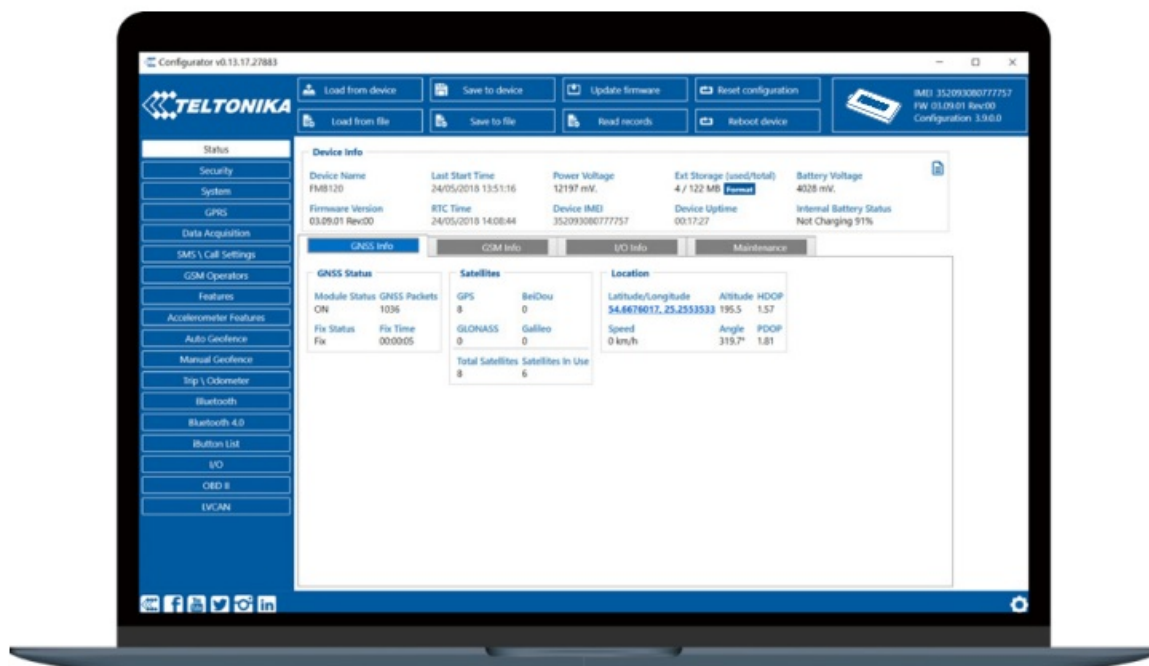 Configurator v0.13.17.27883
TELTONIKA
Load from device
Save to device
Update firmware
Reset configuration
Load from file
Save to file
Read records
Reboot device
IMEI 352093080777757
FW 03.09.01 Rev:00
Configuration 3.9.0.0
Status
Security
System
GPRS
Data Acquisition
SMS \ Call Settings
GSM Operators
Features
Accelerometer Features
Auto Geofence
Manual Geofence
Trip \ Odometer
Bluetooth
Bluetooth 4.0
iButton List
I/O
OBD II
LVCAN
Device Info
Device Name Last Start Time Power Voltage Ext Storage (used/total) Battery Voltage
FMB120 24/05/2018 13:51:16 12197 mV. 4 / 122 MB Format 4028 mV.
Firmware Version RTC Time Device IMEI Device Uptime Internal Battery Status
03.09.01 Rev:00 24/05/2018 14:08:44 352093080777757 00:17:27 Not Charging 91%
GNSS Info GSM Info I/O Info Maintenance
GNSS Status
Module Status GNSS Packets
ON 1036
Fix Status Fix Time
Fix 00:00:05
Satellites
GPS BeiDou
8 0
GLONASS Galileo
0 0
Total Satellites Satellites In Use
8 6
Location
Latitude/Longitude Altitude HDOP
54.6676017, 25.2553533 195.5 1.57
Speed Angle PDOP
0 km/h 319.7° 1.81